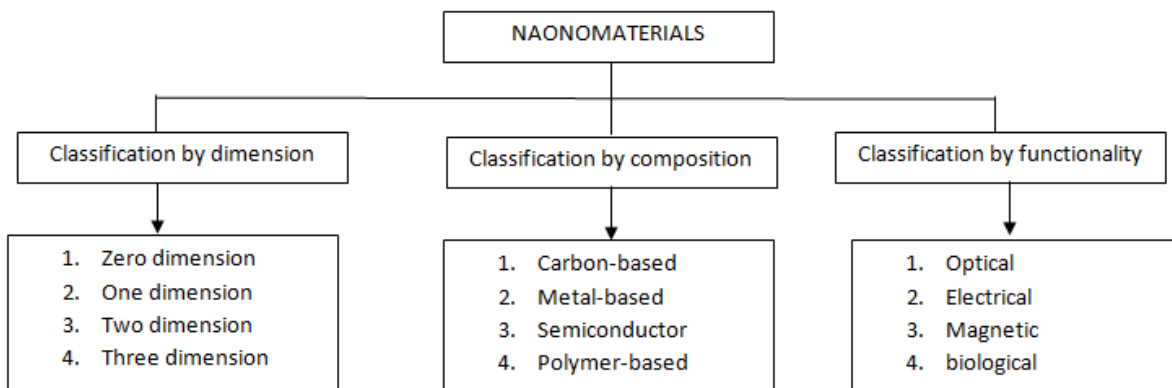 NAONOMATERIALS
Classification by dimension
Classification by composition
Classification by functionality
1. Zero dimension
2. One dimension
3. Two dimension
4. Three dimension
1. Carbon-based
2. Metal-based
3. Semiconductor
4. Polymer-based
1. Optical
2. Electrical
3. Magnetic
4. biological